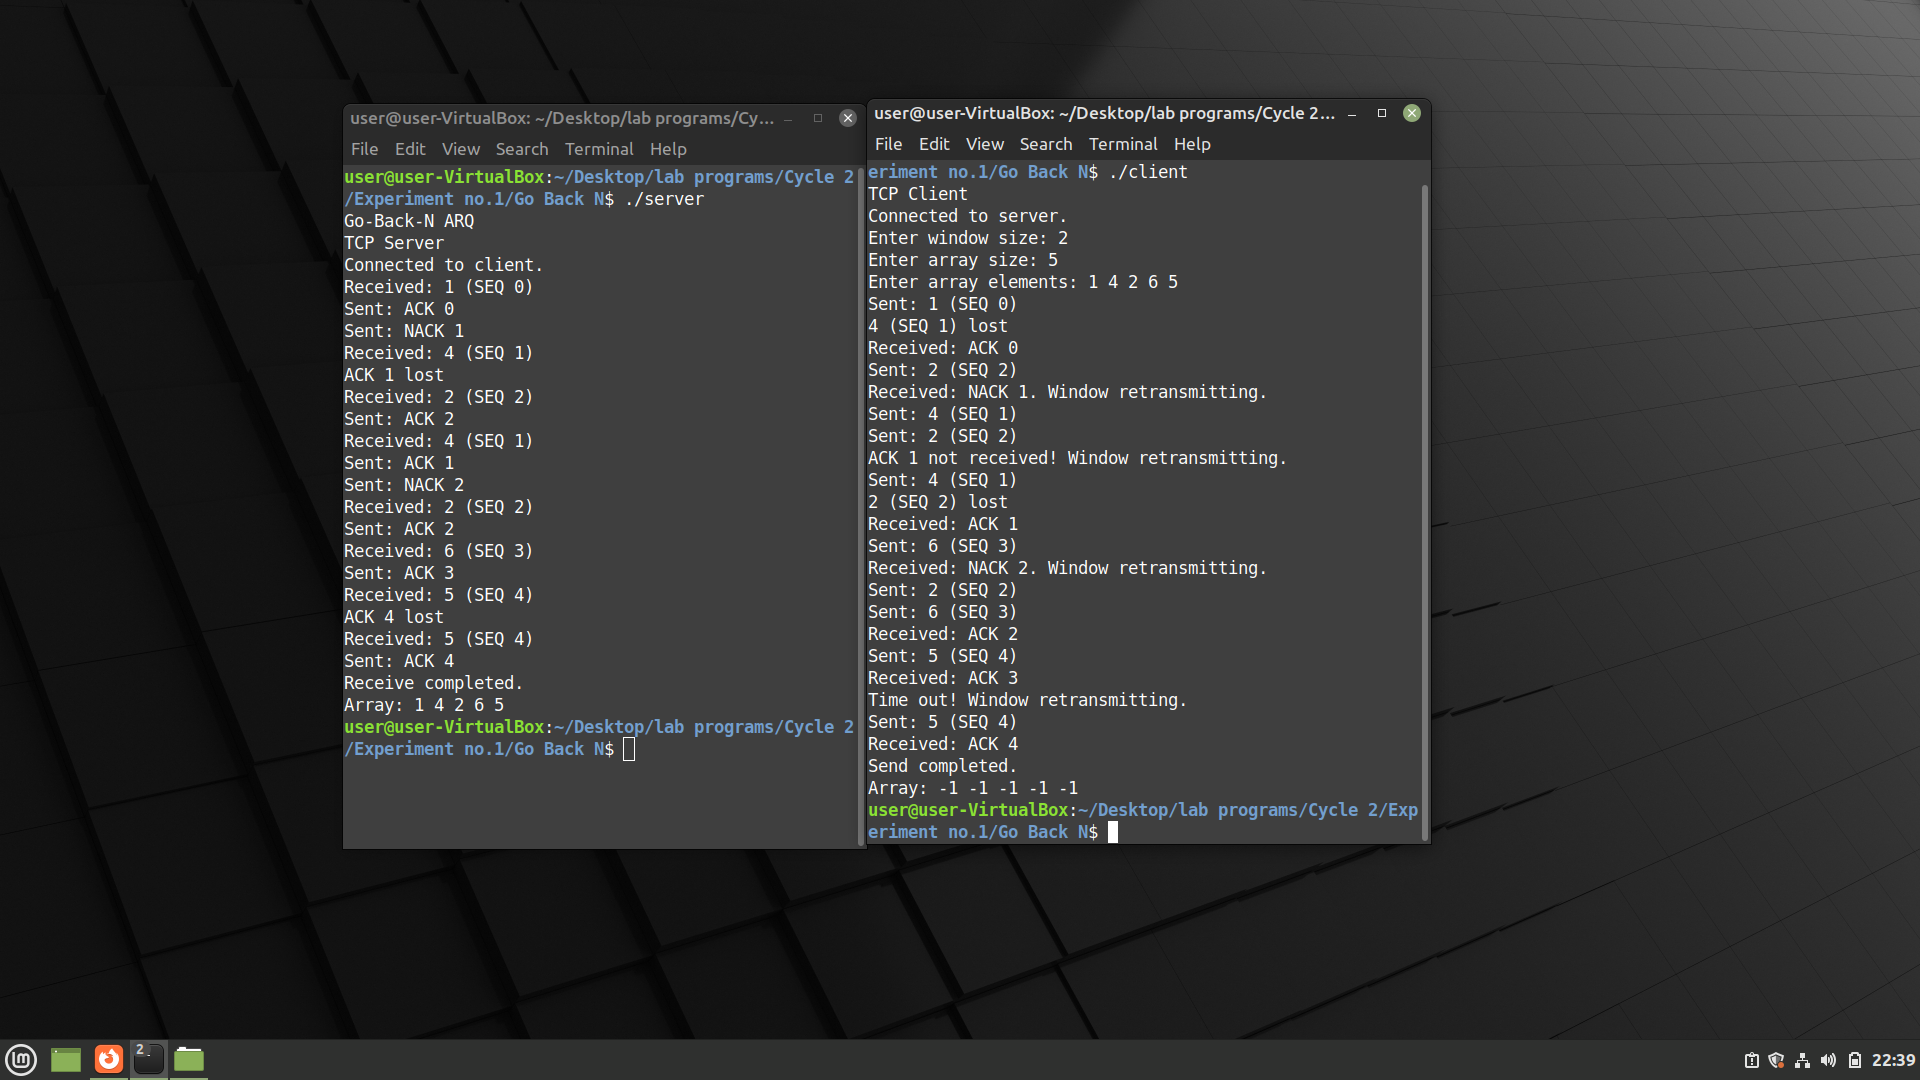 user@user-VirtualBox: ~/Desktop/lab programs/Cy...
File Edit View Search Terminal Help
user@user-VirtualBox:~/Desktop/lab programs/Cycle 2
/Experiment no.1/Go Back N$ ./server
Go-Back-N ARQ
TCP Server
Connected to client.
Received: 1 (SEQ 0)
Sent: ACK 0
Sent: NACK 1
Received: 4 (SEQ 1)
ACK 1 lost
Received: 2 (SEQ 2)
Sent: ACK 2
Received: 4 (SEQ 1)
Sent: ACK 1
Sent: NACK 2
Received: 2 (SEQ 2)
Sent: ACK 2
Received: 6 (SEQ 3)
Sent: ACK 3
Received: 5 (SEQ 4)
ACK 4 lost
Received: 5 (SEQ 4)
Sent: ACK 4
Receive completed.
Array: 1 4 2 6 5
user@user-VirtualBox:~/Desktop/lab programs/Cycle 2
/Experiment no.1/Go Back N$
user@user-VirtualBox: ~/Desktop/lab programs/Cycle 2...
File Edit View Search Terminal Help
eriment no.1/Go Back N$ ./client
TCP Client
Connected to server.
Enter window size: 2
Enter array size: 5
Enter array elements: 1 4 2 6 5
Sent: 1 (SEQ 0)
4 (SEQ 1) lost
Received: ACK 0
Sent: 2 (SEQ 2)
Received: NACK 1. Window retransmitting.
Sent: 4 (SEQ 1)
Sent: 2 (SEQ 2)
ACK 1 not received! Window retransmitting.
Sent: 4 (SEQ 1)
2 (SEQ 2) lost
Received: ACK 1
Sent: 6 (SEQ 3)
Received: NACK 2. Window retransmitting.
Sent: 2 (SEQ 2)
Sent: 6 (SEQ 3)
Received: ACK 2
Sent: 5 (SEQ 4)
Received: ACK 3
Time out! Window retransmitting.
Sent: 5 (SEQ 4)
Received: ACK 4
Send completed.
Array: -1 -1 -1 -1 -1
user@user-VirtualBox:~/Desktop/lab programs/Cycle 2/Exp
eriment no.1/Go Back N$
2
22:39